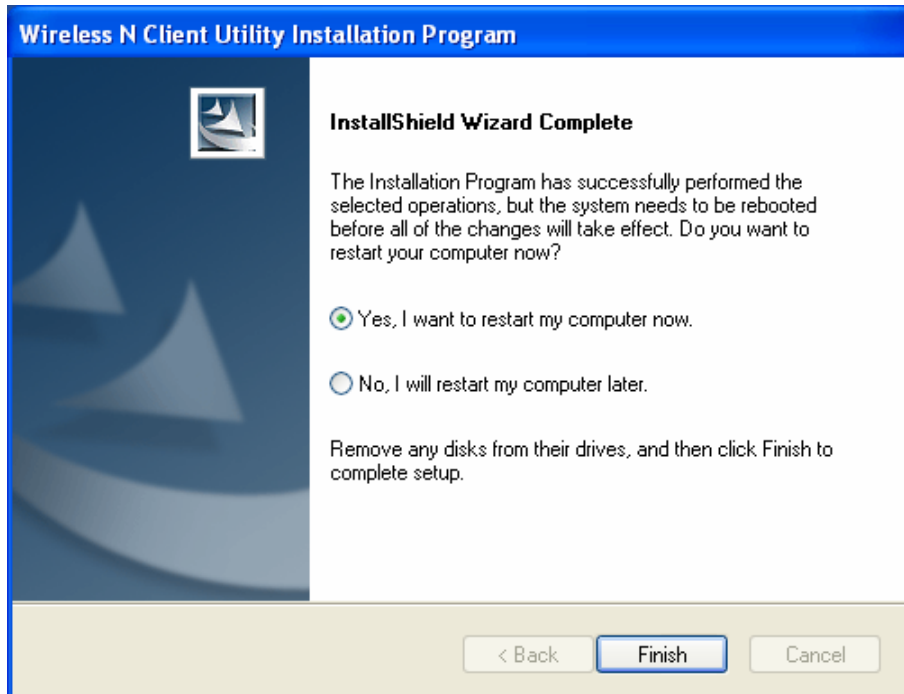 Wireless N Client Utility Installation Program
InstallShield Wizard Complete
The Installation Program has successfully performed the
selected operations, but the system needs to be rebooted
before all of the changes will take effect. Do you want to
restart your computer now?
Yes, I want to restart my computer now.
No, I will restart my computer later.
Remove any disks from their drives, and then click Finish to
complete setup.
< Back
Finish
Cancel